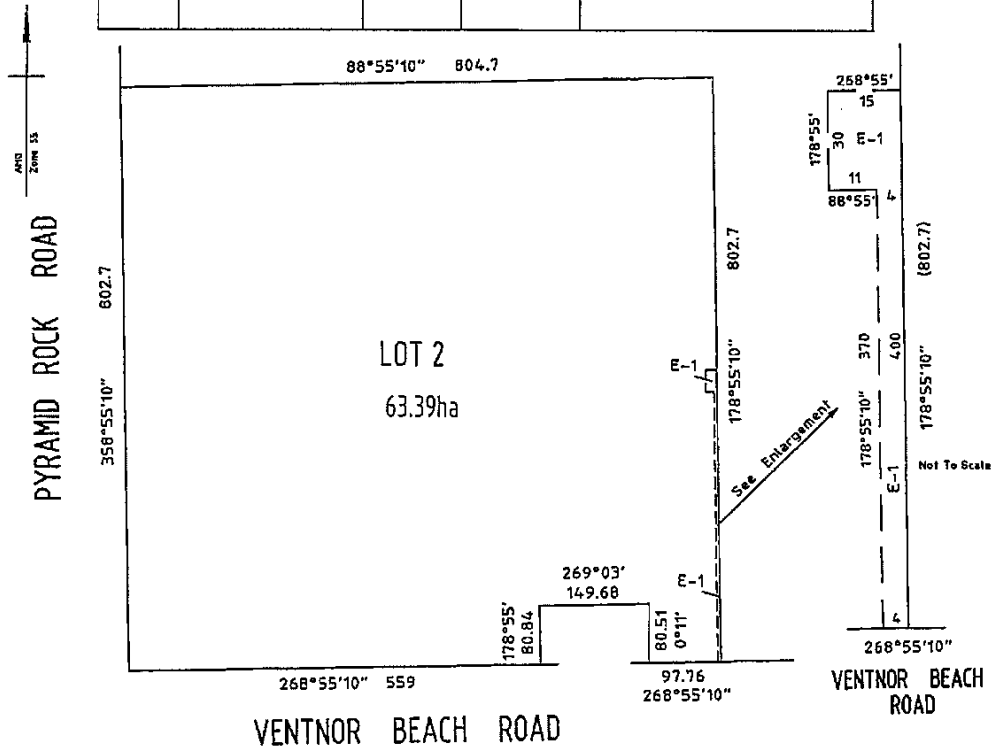 88°55'10" 804.7
AMG
Zone 55
PYRAMID ROCK ROAD
802.7
358°55'10"
LOT 2
63.39ha
802.7
178°55'10"
E-1
See Enlargement
E-1
269°03'
149.68
178°55'
80.84
80.51
0°11'
268°55'10" 559
97.76
268°55'10"
VENTNOR BEACH ROAD
268°55'
15
178°55'
30
E-1
11
88°55'
4
(802.7)
370
400
178°55'10"
178°55'10"
E-1
Not To Scale
4
268°55'10"
VENTNOR BEACH
ROAD